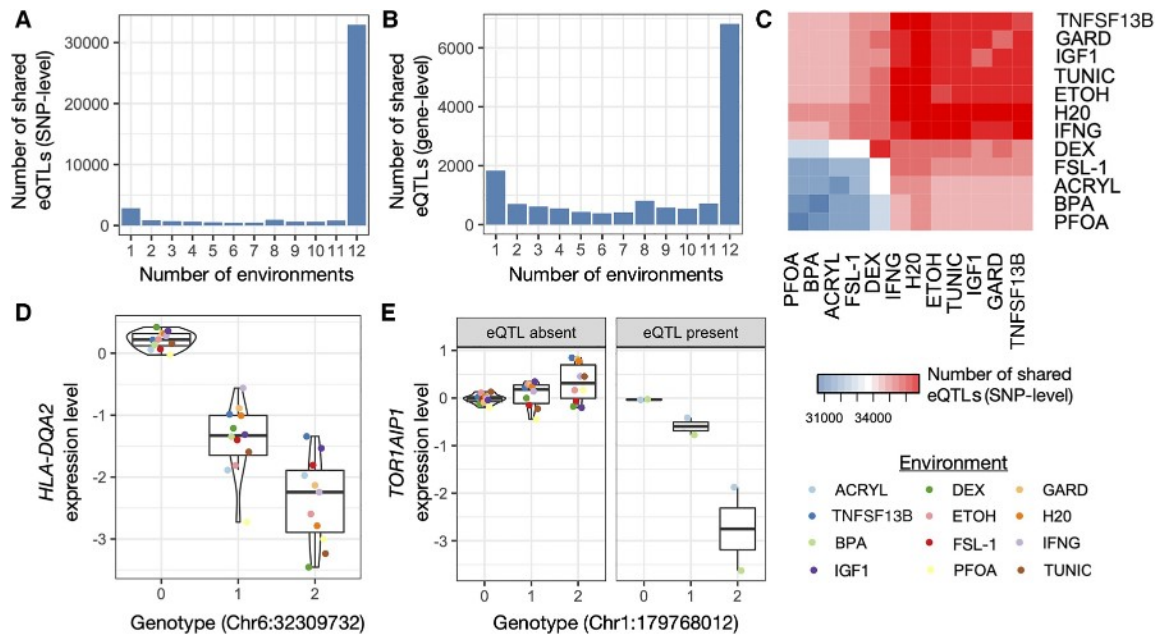 A
Number of shared
eQTLs (SNP-level)
30000
20000
10000
0
1 2 3 4 5 6 7 8 9 10 11 12
Number of environments
B
Number of shared
eQTLs (gene-level)
6000
4000
2000
0
1 2 3 4 5 6 7 8 9 10 11 12
Number of environments
C
TNFSF13B
GARD
IGF1
TUNIC
ETOH
H20
IFNG
DEX
FSL-1
ACRYL
BPA
PFOA
PFOA
BPA
ACRYL
FSL-1
DEX
IFNG
H20
ETOH
TUNIC
IGF1
GARD
TNFSF13B
31000 34000
Number of shared
eQTLs (SNP-level)
D
HLA-DQA2
expression level
0
-1
-2
-3
0 1 2
Genotype (Chr6:32309732)
E
eQTL absent eQTL present
TOR1AIP1
expression level
1
0
-1
-2
-3
0 1 2 0 1 2
Genotype (Chr1:179768012)
Environment
ACRYL DEX GARD
TNFSF13B ETOH H20
BPA FSL-1 IFNG
IGF1 PFOA TUNIC